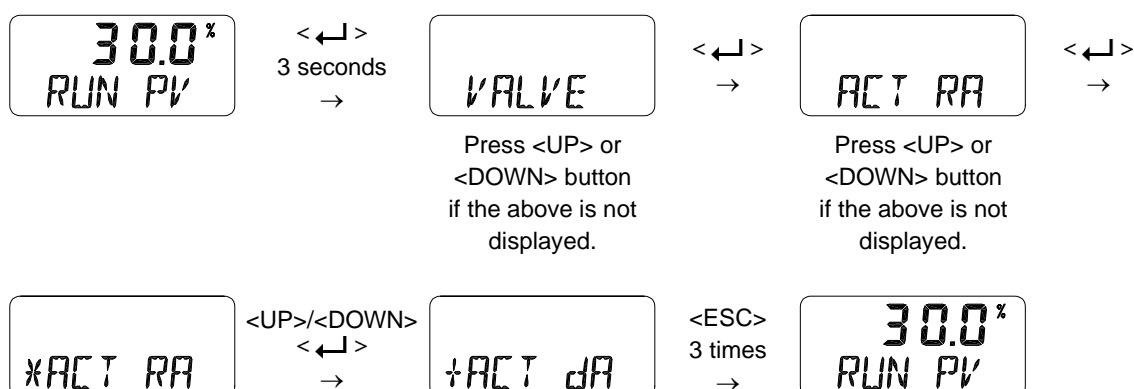 30.0%
RUN PV
<↵>
3 seconds
→
VALVE
Press <UP> or
<DOWN> button
if the above is not
displayed.
<↵>
→
ACT RA
Press <UP> or
<DOWN> button
if the above is not
displayed.
<↵>
→
*ACT RA
<UP>/<DOWN>
<↵>
→
+ACT dA
<ESC>
3 times
→
30.0%
RUN PV